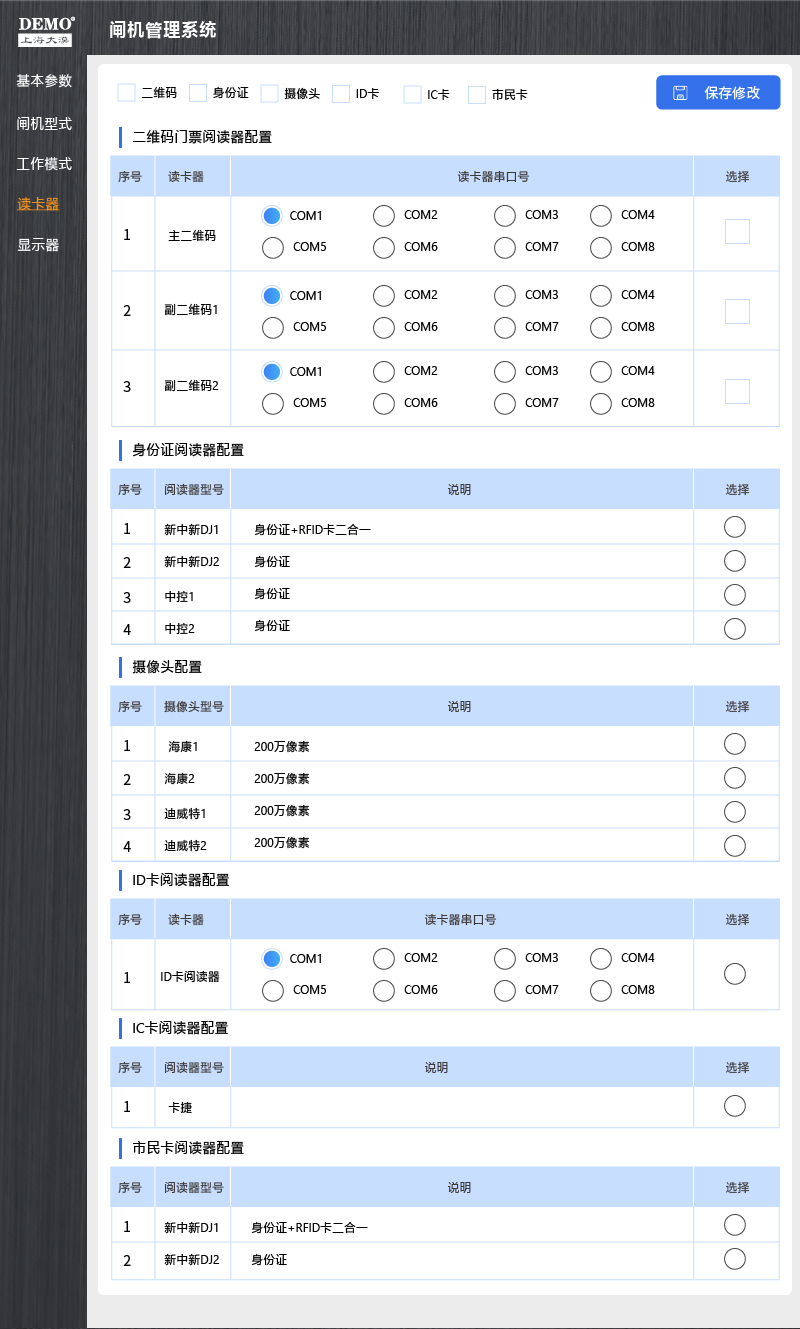 DEMO
上海大漠
闸机管理系统
基本参数
闸机型式
工作模式
读卡器
显示器
二维码 身份证 摄像头 ID卡 IC卡 市民卡 保存修改
二维码门票阅读器配置
序号 读卡器 读卡器串口号 选择
1 主二维码 COM1 COM2 COM3 COM4
COM5 COM6 COM7 COM8
2 副二维码1 COM1 COM2 COM3 COM4
COM5 COM6 COM7 COM8
3 副二维码2 COM1 COM2 COM3 COM4
COM5 COM6 COM7 COM8
身份证阅读器配置
序号 阅读器型号 说明 选择
1 新中新DJ1 身份证+RFID卡二合一
2 新中新DJ2 身份证
3 中控1 身份证
4 中控2 身份证
摄像头配置
序号 摄像头型号 说明 选择
1 海康1 200万像素
2 海康2 200万像素
3 迪威特1 200万像素
4 迪威特2 200万像素
ID卡阅读器配置
序号 读卡器 读卡器串口号 选择
1 ID卡阅读器 COM1 COM2 COM3 COM4
COM5 COM6 COM7 COM8
IC卡阅读器配置
序号 阅读器型号 说明 选择
1 卡捷
市民卡阅读器配置
序号 阅读器型号 说明 选择
1 新中新DJ1 身份证+RFID卡二合一
2 新中新DJ2 身份证